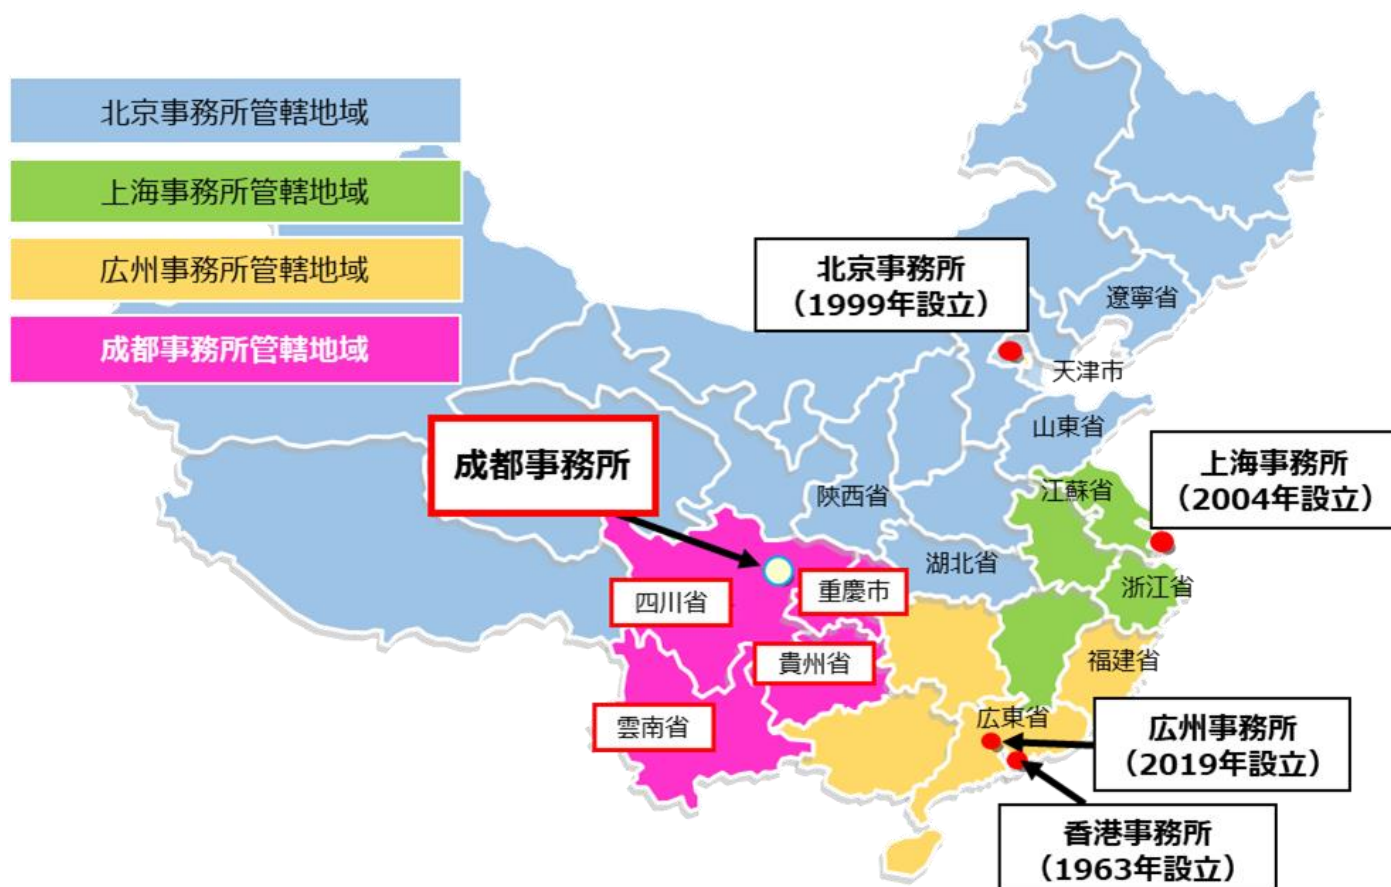 北京事務所管轄地域
上海事務所管轄地域
広州事務所管轄地域
成都事務所管轄地域
北京事務所
（1999年設立）
遼寧省
天津市
山東省
成都事務所
上海事務所
（2004年設立）
江蘇省
陝西省
湖北省
浙江省
四川省
重慶市
貴州省
福建省
雲南省
広東省
広州事務所
（2019年設立）
香港事務所
（1963年設立）